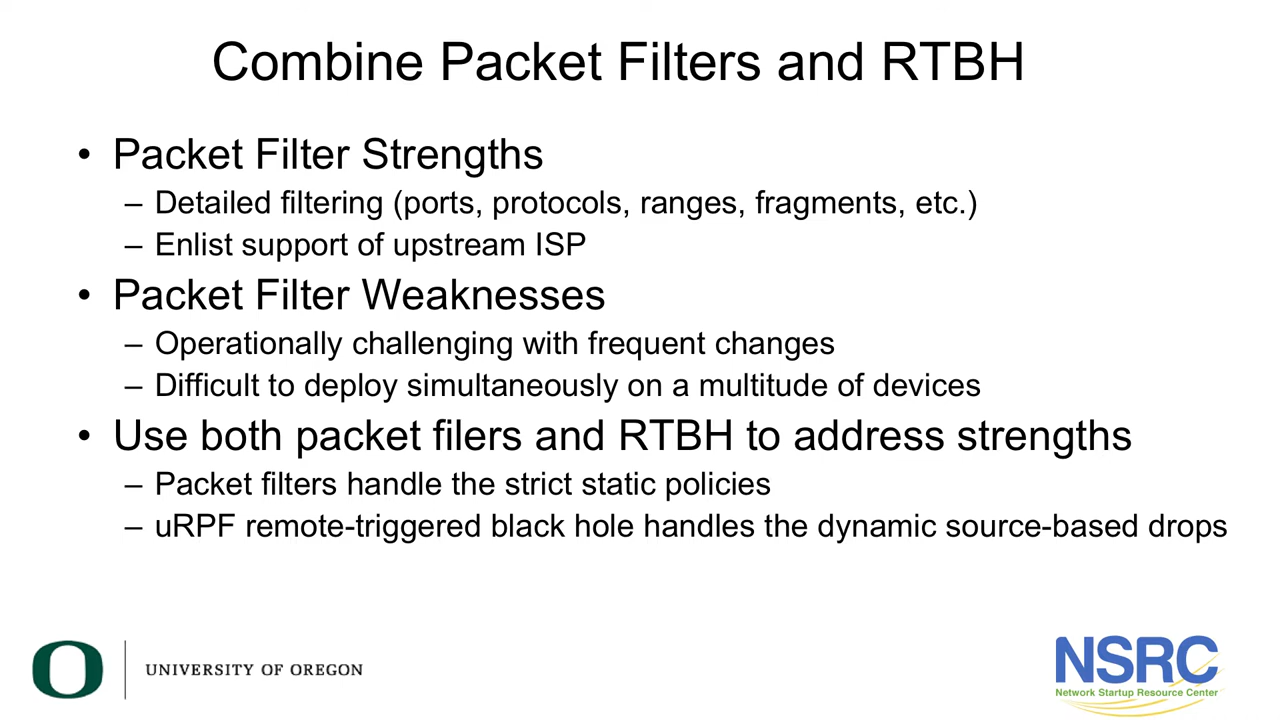 Combine Packet Filters and RTBH
• Packet Filter Strengths
– Detailed filtering (ports, protocols, ranges, fragments, etc.)
– Enlist support of upstream ISP
• Packet Filter Weaknesses
– Operationally challenging with frequent changes
– Difficult to deploy simultaneously on a multitude of devices
• Use both packet filers and RTBH to address strengths
– Packet filters handle the strict static policies
– uRPF remote-triggered black hole handles the dynamic source-based drops
O UNIVERSITY OF OREGON
NSRC
Network Startup Resource Center